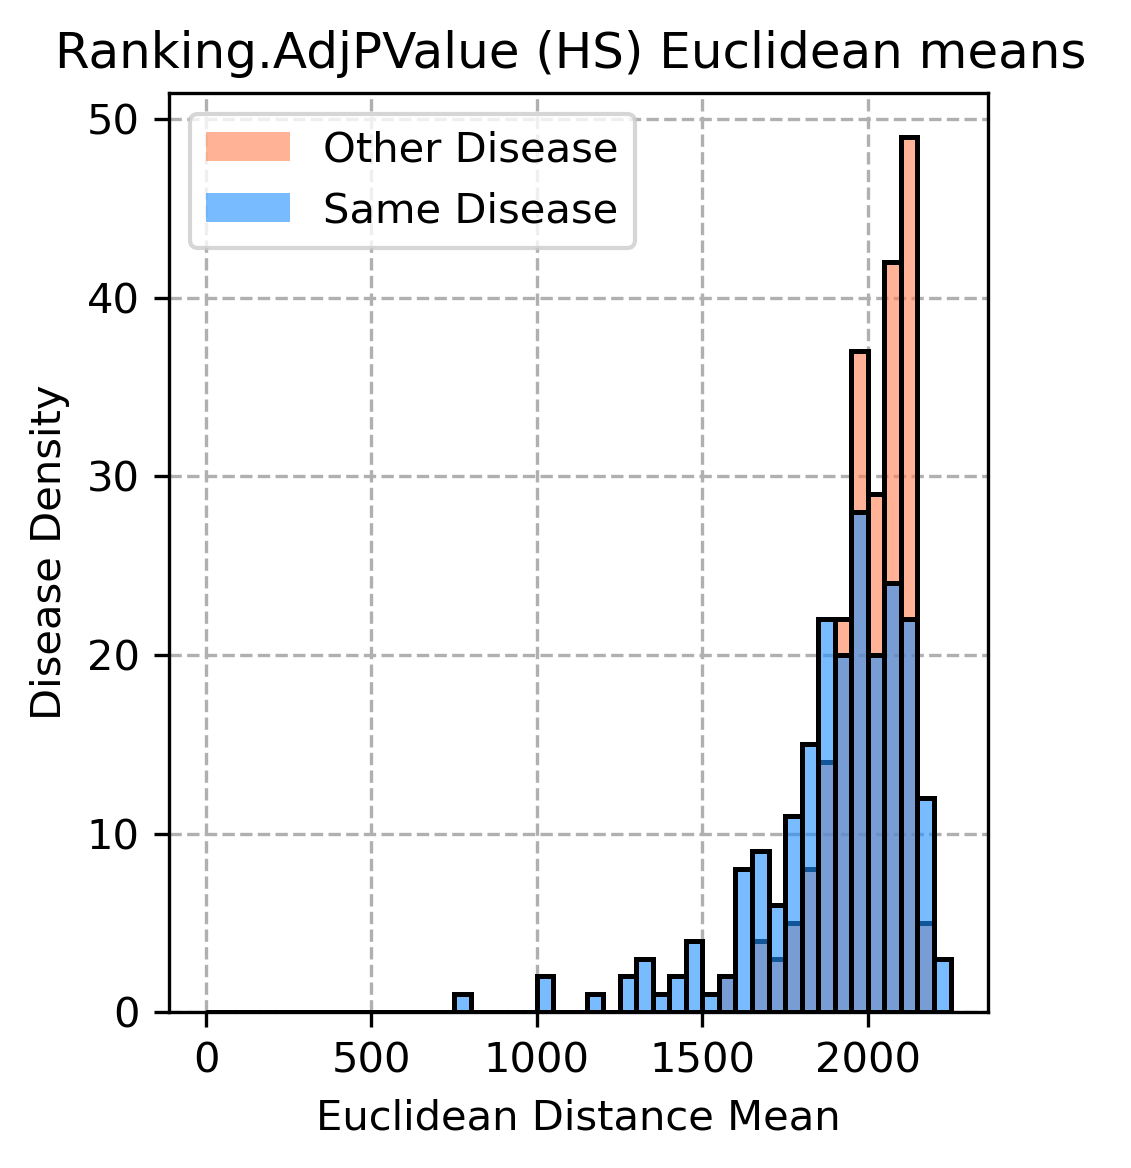 Ranking.AdjPValue (HS) Euclidean means
50
40
30
20
10
0
Disease Density
Other Disease
Same Disease
0 500 1000 1500 2000
Euclidean Distance Mean